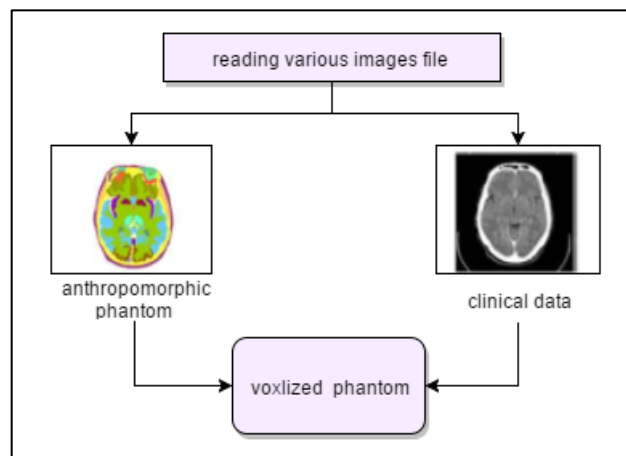 reading various images file
anthropomorphic
phantom
clinical data
voxlized phantom